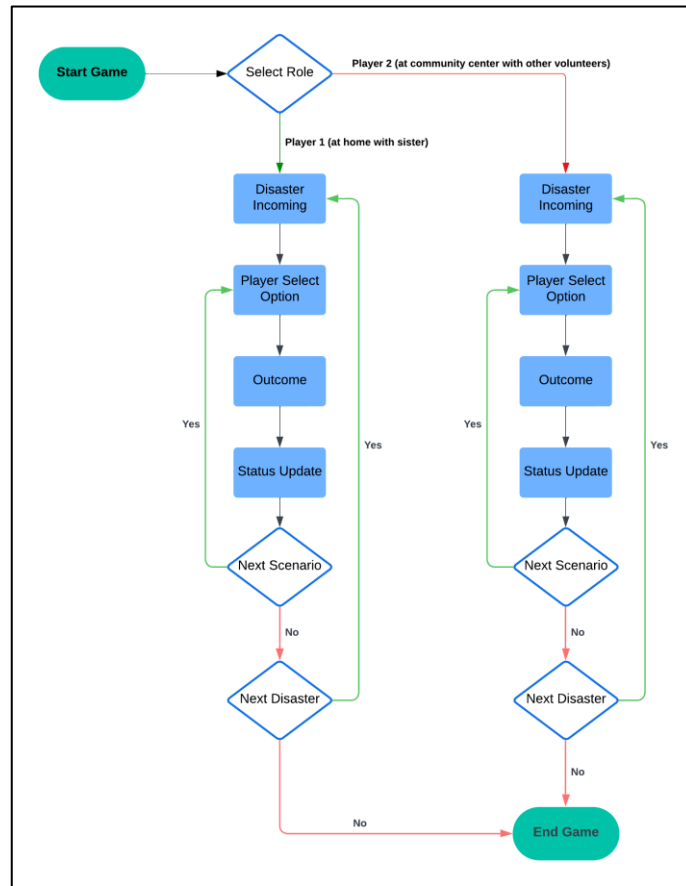 Start Game
Select Role
Player 2 (at community center with other volunteers)
Player 1 (at home with sister)
Disaster
Incoming
Player Select
Option
Outcome
Yes
Yes
Status Update
Next Scenario
No
Next Disaster
No
Disaster
Incoming
Player Select
Option
Outcome
Yes
Yes
Status Update
Next Scenario
No
Next Disaster
No
End Game